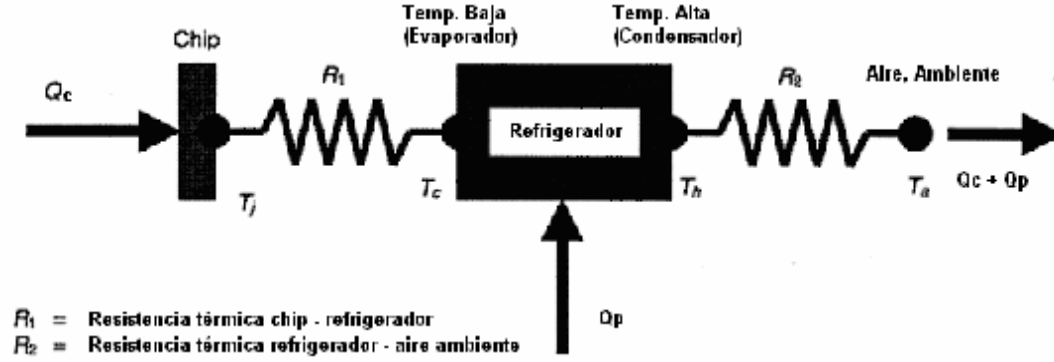 Temp. Baja
(Evaporador)
Temp. Alta
(Condensador)
Chip
Qc
R1
Refrigerador
R2
AIre, Ambiente
Tj
Tc
Th
Ta
Qc + Qp
Qp
R1 = Resistencia térmica chip - refrigerador
R2 = Resistencia térmica refrigerador - aire ambiente